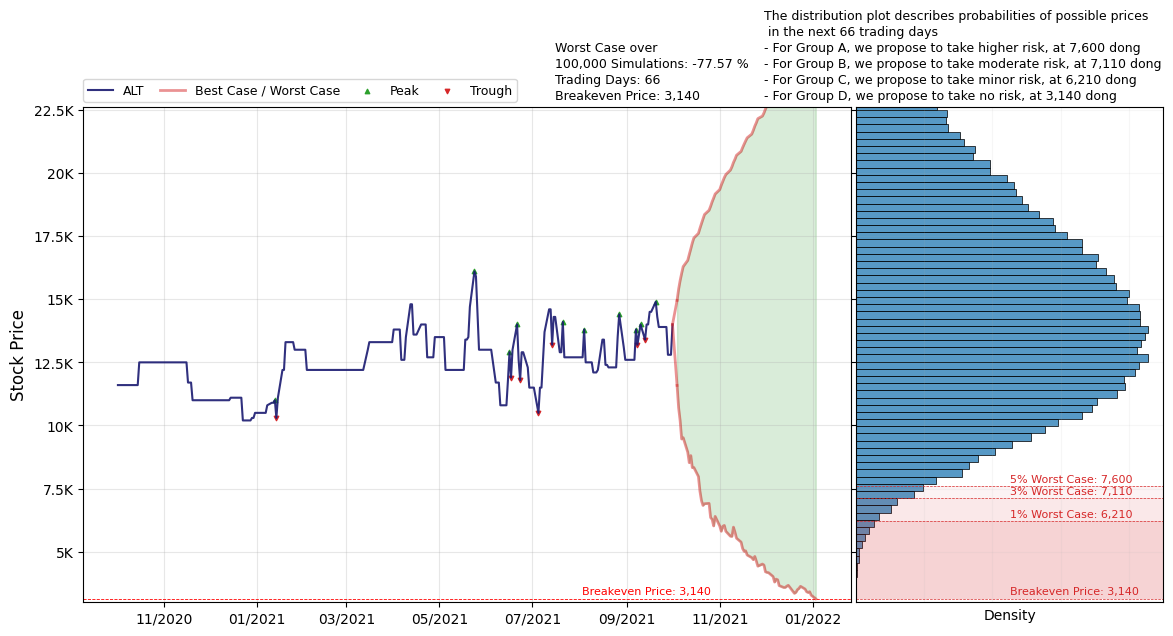 The distribution plot describes probabilities of possible prices
in the next 66 trading days
- For Group A, we propose to take higher risk, at 7,600 dong
- For Group B, we propose to take moderate risk, at 7,110 dong
- For Group C, we propose to take minor risk, at 6,210 dong
- For Group D, we propose to take no risk, at 3,140 dong
Worst Case over
100,000 Simulations: -77.57 %
Trading Days: 66
Breakeven Price: 3,140
ALT
Best Case / Worst Case
Peak
Trough
Stock Price
22.5K
20K
17.5K
15K
12.5K
10K
7.5K
5K
Breakeven Price: 3,140
11/2020
01/2021
03/2021
05/2021
07/2021
09/2021
11/2021
01/2022
5% Worst Case: 7,600
3% Worst Case: 7,110
1% Worst Case: 6,210
Breakeven Price: 3,140
Density